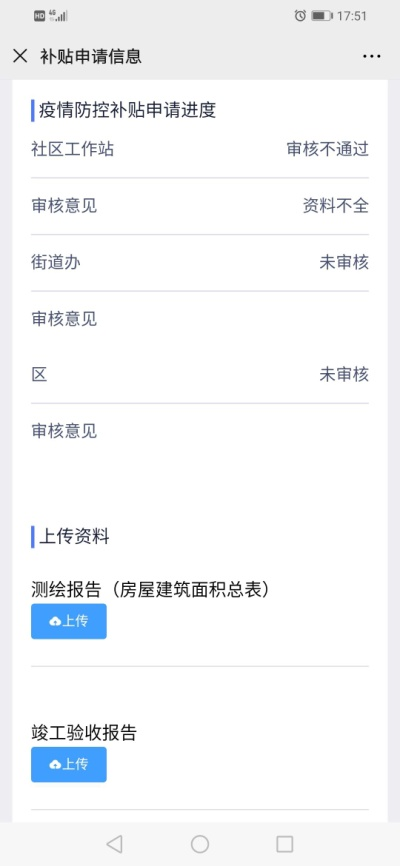 HD 4G 17:51
补贴申请信息
疫情防控补贴申请进度
社区工作站 审核不通过
审核意见 资料不全
街道办 未审核
审核意见
区 未审核
审核意见
上传资料
测绘报告（房屋建筑面积总表）
上传
竣工验收报告
上传